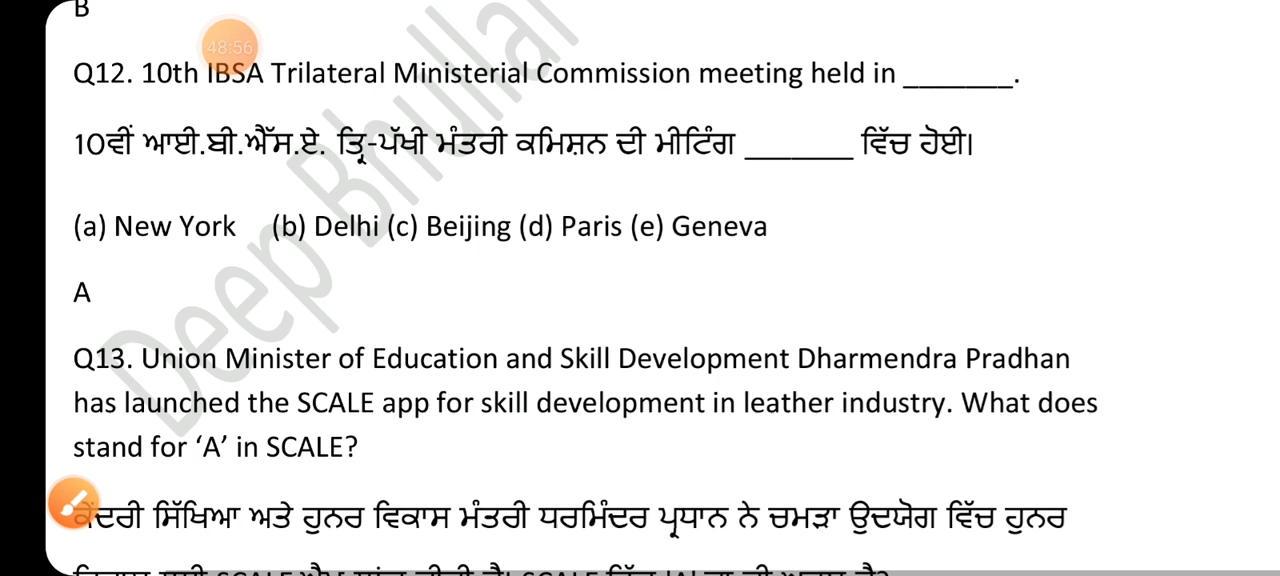 B
48:56
Q12. 10th IBSA Trilateral Ministerial Commission meeting held in _______.
10ਵੀਂ ਆਈ.ਬੀ.ਐੱਸ.ਏ. ਤ੍ਰਿ-ਪੱਖੀ ਮੰਤਰੀ ਕਮਿਸ਼ਨ ਦੀ ਮੀਟਿੰਗ _______ ਵਿੱਚ ਹੋਈ।
(a) New York (b) Delhi (c) Beijing (d) Paris (e) Geneva
A
Q13. Union Minister of Education and Skill Development Dharmendra Pradhan
has launched the SCALE app for skill development in leather industry. What does
stand for ‘A’ in SCALE?
ਕੇਂਦਰੀ ਸਿੱਖਿਆ ਅਤੇ ਹੁਨਰ ਵਿਕਾਸ ਮੰਤਰੀ ਧਰਮਿੰਦਰ ਪ੍ਰਧਾਨ ਨੇ ਚਮੜਾ ਉਦਯੋਗ ਵਿੱਚ ਹੁਨਰ
Deep Bhullar